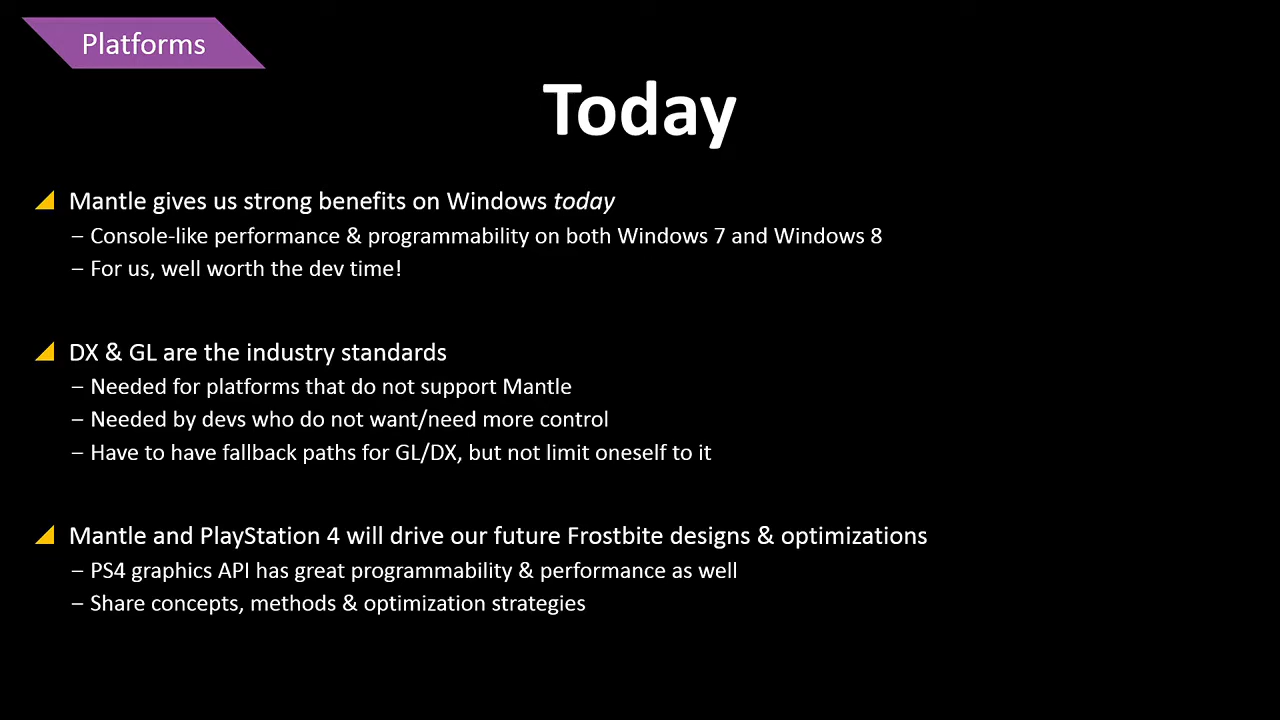 Platforms
Today
Mantle gives us strong benefits on Windows today
– Console-like performance & programmability on both Windows 7 and Windows 8
– For us, well worth the dev time!
DX & GL are the industry standards
– Needed for platforms that do not support Mantle
– Needed by devs who do not want/need more control
– Have to have fallback paths for GL/DX, but not limit oneself to it
Mantle and PlayStation 4 will drive our future Frostbite designs & optimizations
– PS4 graphics API has great programmability & performance as well
– Share concepts, methods & optimization strategies